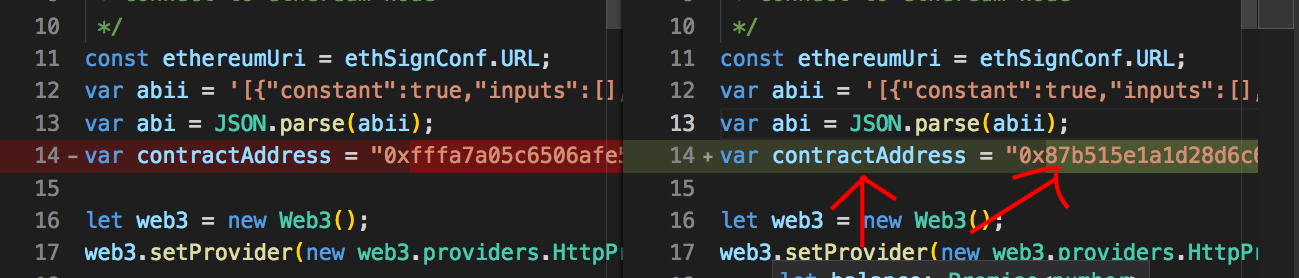 10 */
11 const ethereumUri = ethSignConf.URL;
12 var abii = '[{"constant":true,"inputs":[],
13 var abi = JSON.parse(abii);
14 - var contractAddress = "0xfffa7a05c6506afe5
15
16 let web3 = new Web3();
17 web3.setProvider(new web3.providers.HttpPr
10 */
11 const ethereumUri = ethSignConf.URL;
12 var abii = '[{"constant":true,"inputs":[],
13 var abi = JSON.parse(abii);
14 + var contractAddress = "0x87b515e1a1d28d6c6
15
16 let web3 = new Web3();
17 web3.setProvider(new web3.providers.HttpPr